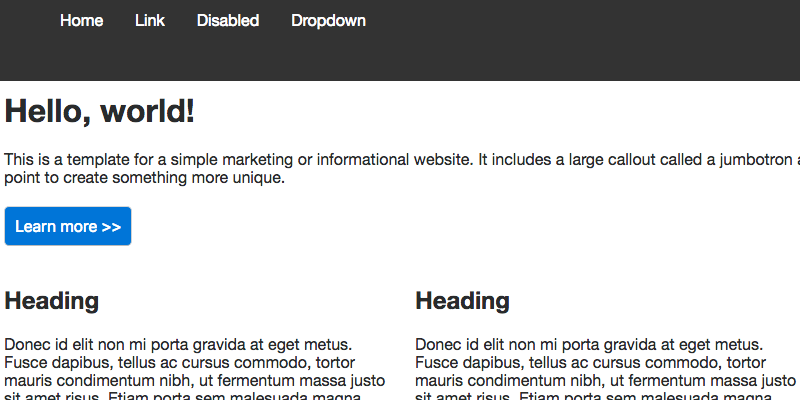 Home Link Disabled Dropdown
Hello, world!
This is a template for a simple marketing or informational website. It includes a large callout called a jumbotron
point to create something more unique.
Learn more >>
Heading
Donec id elit non mi porta gravida at eget metus.
Fusce dapibus, tellus ac cursus commodo, tortor
mauris condimentum nibh, ut fermentum massa justo
sit amet risus. Etiam porta sem malesuada magna
Heading
Donec id elit non mi porta gravida at eget metus.
Fusce dapibus, tellus ac cursus commodo, tortor
mauris condimentum nibh, ut fermentum massa justo
sit amet risus. Etiam porta sem malesuada magna